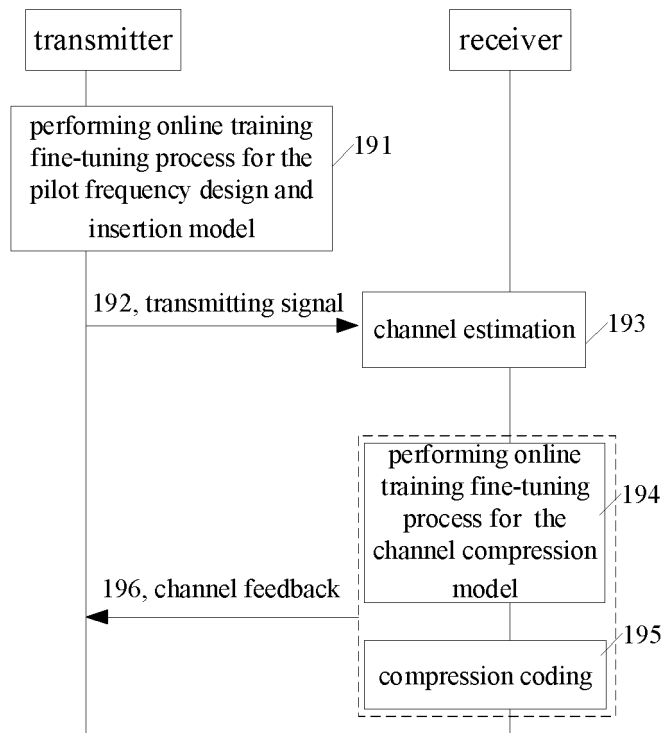 transmitter
receiver
performing online training
fine-tuning process for the
pilot frequency design and
insertion model
191
192, transmitting signal
channel estimation
193
performing online
training fine-tuning
process for the
channel compression
model
194
196, channel feedback
195
compression coding